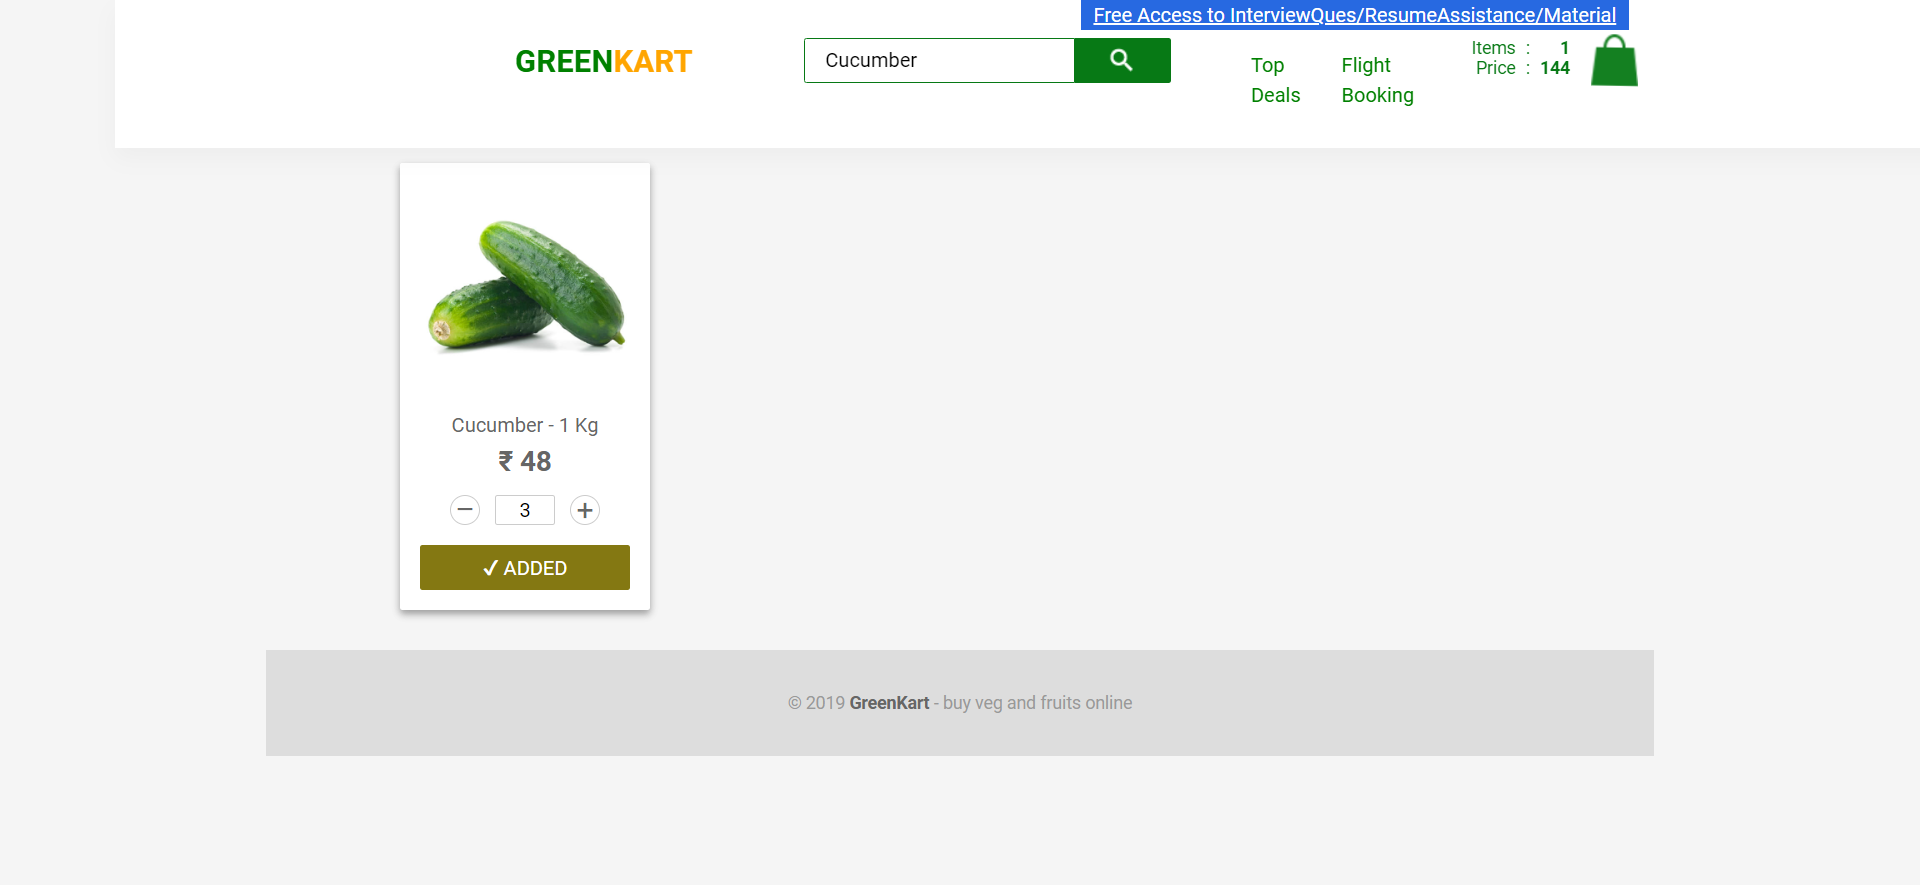 Free Access to InterviewQues/ResumeAssistance/Material
GREENKART
Cucumber
Top
Deals
Flight
Booking
Items : 1
Price : 144
Cucumber - 1 Kg
₹ 48
− 3 +
✓ ADDED
© 2019 GreenKart - buy veg and fruits online